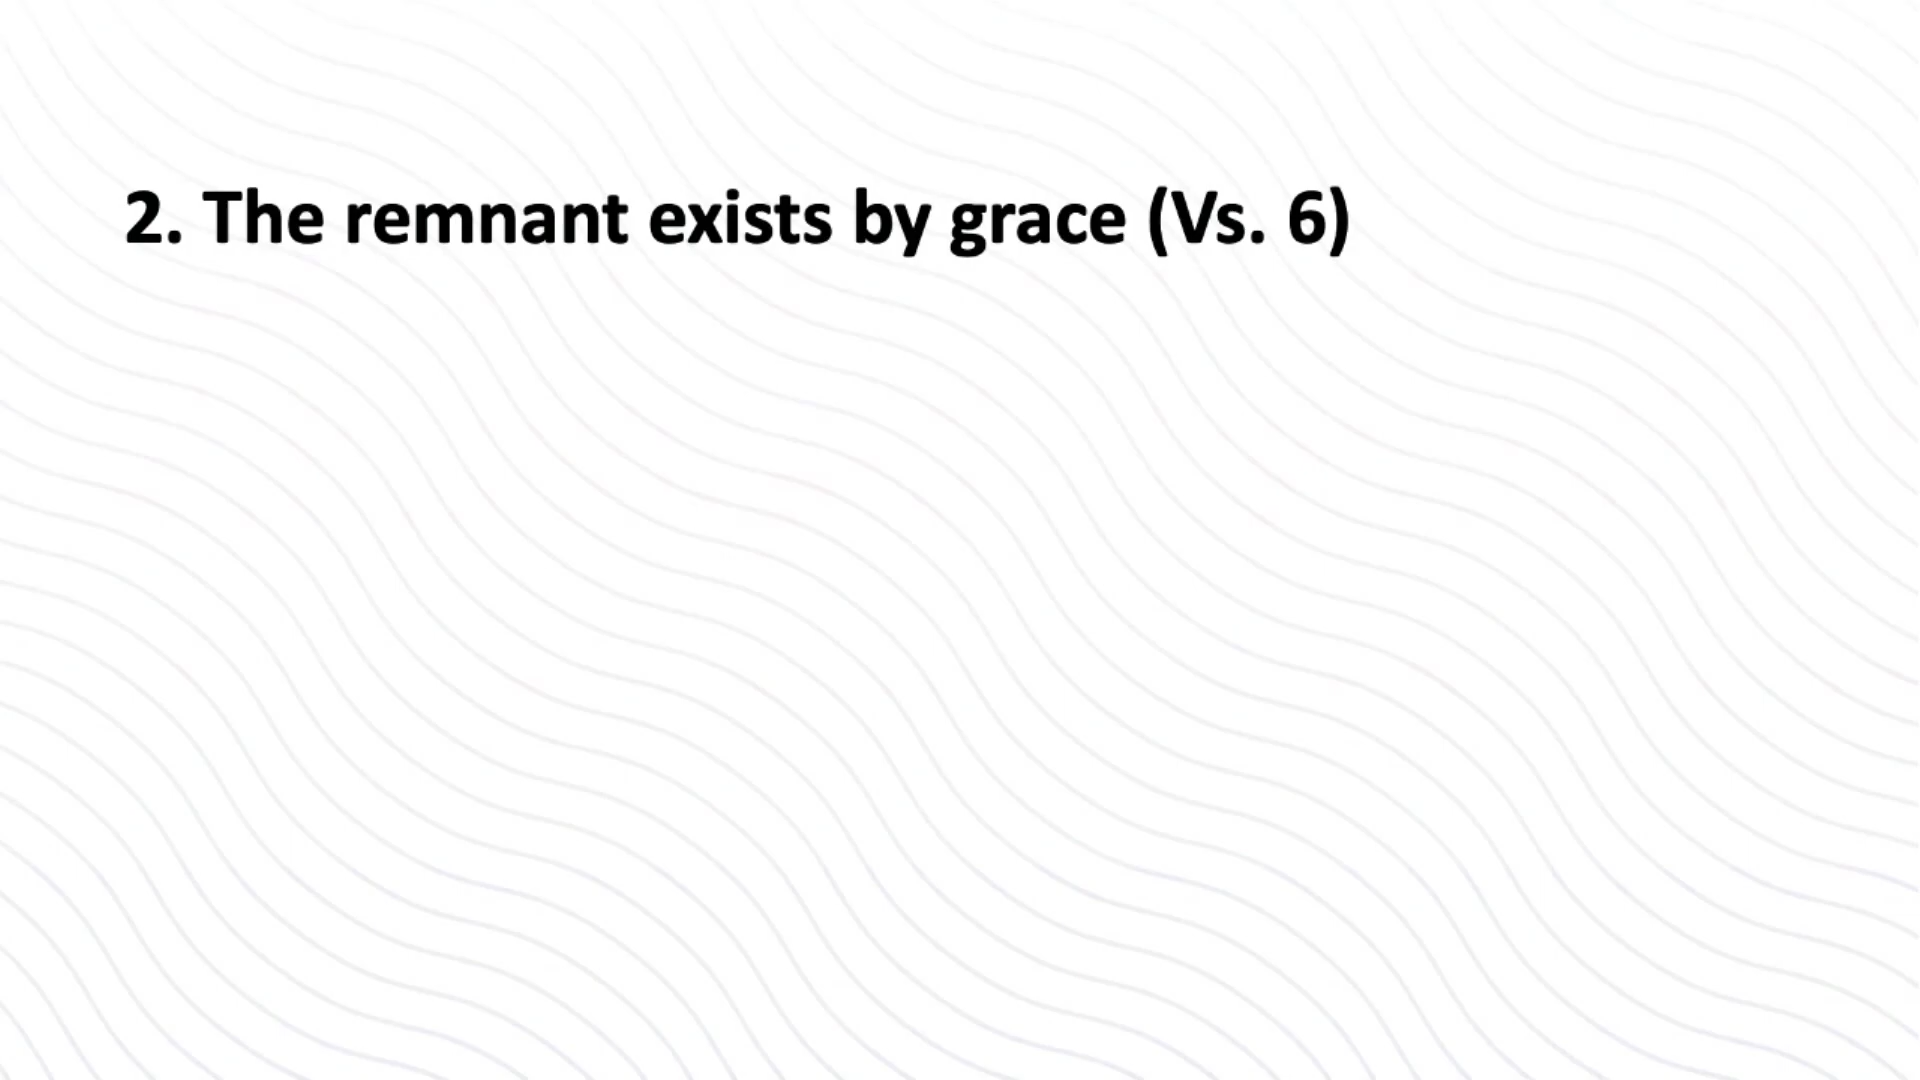 2. The remnant exists by grace (Vs. 6)